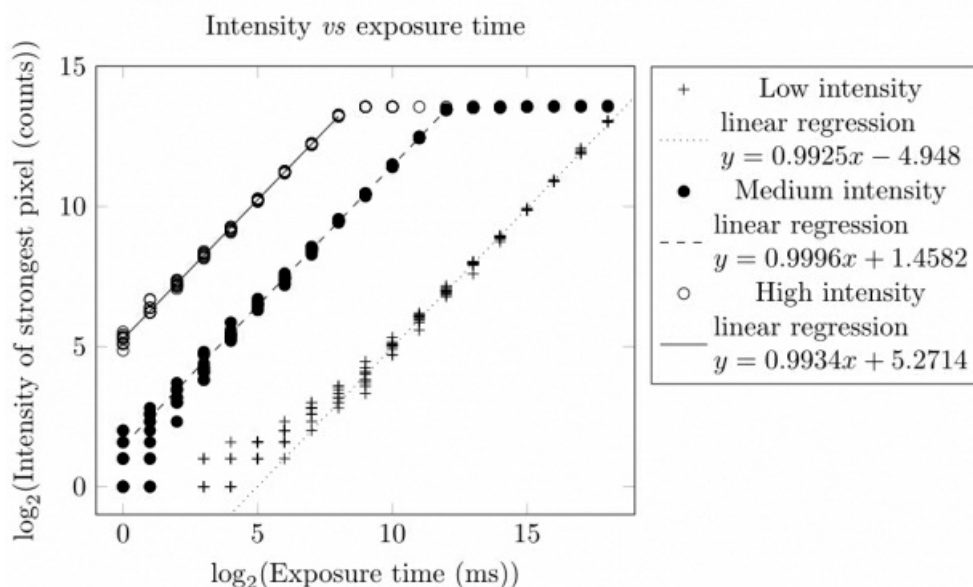 Intensity vs exposure time
log₂(Intensity of strongest pixel (counts))
15
10
5
0
0
5
10
15
log₂(Exposure time (ms))
Low intensity
linear regression
y = 0.9925x − 4.948
Medium intensity
linear regression
y = 0.9996x + 1.4582
High intensity
linear regression
y = 0.9934x + 5.2714